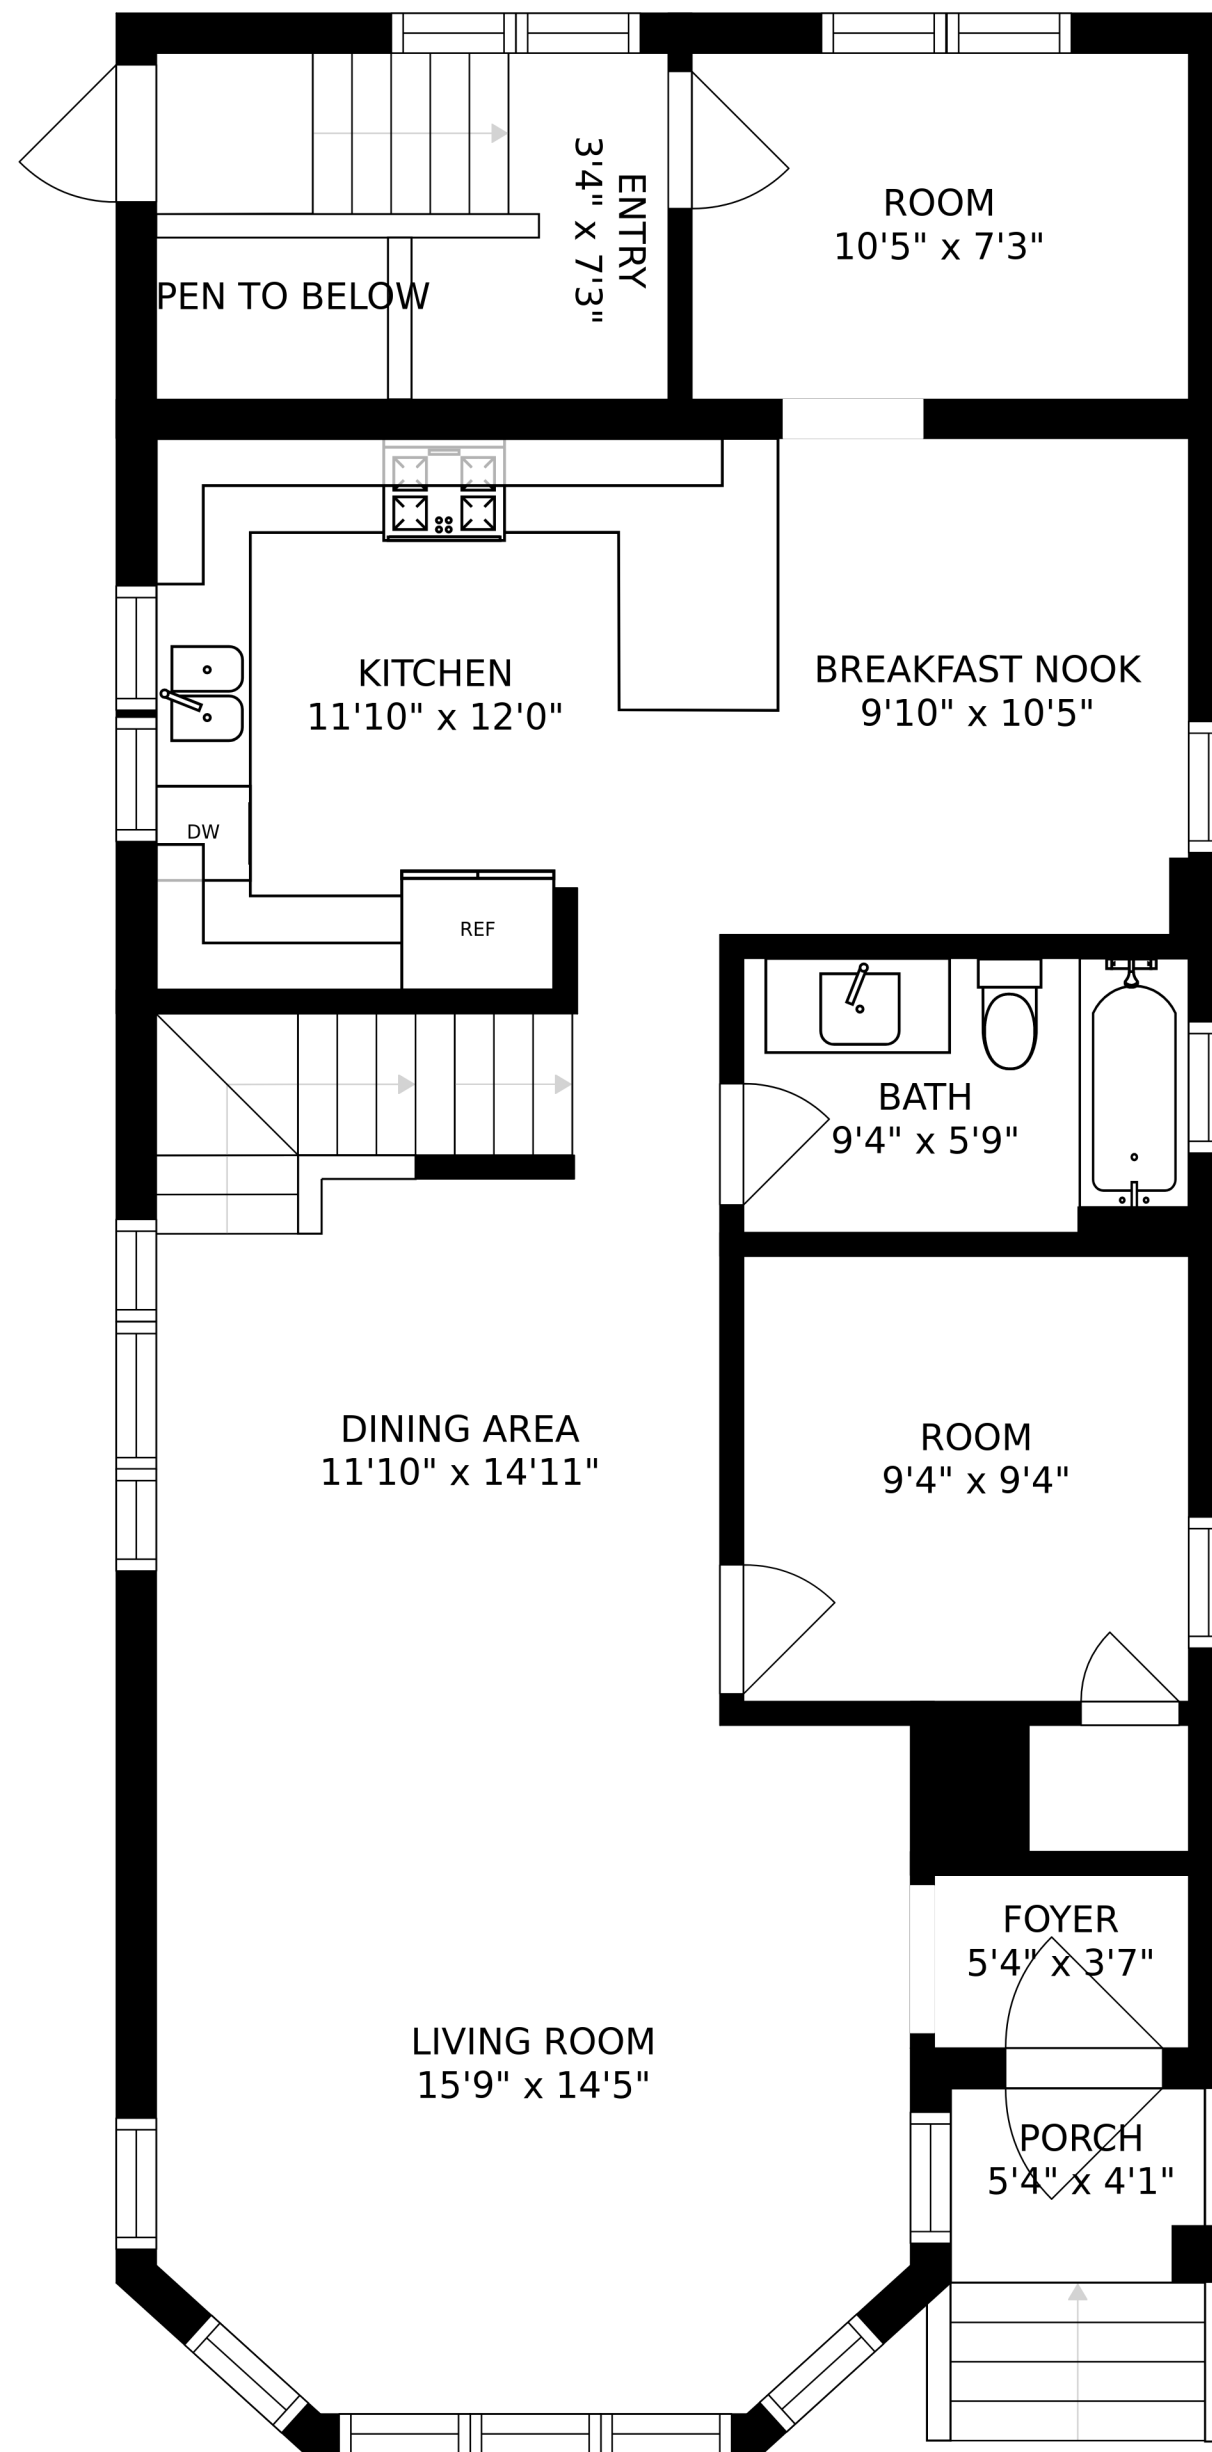 ENTRY
3'4" x 7'3"
ROOM
10'5" x 7'3"
PEN TO BELOW
KITCHEN
11'10" x 12'0"
BREAKFAST NOOK
9'10" x 10'5"
DW
REF
BATH
9'4" x 5'9"
DINING AREA
11'10" x 14'11"
ROOM
9'4" x 9'4"
FOYER
5'4" x 3'7"
LIVING ROOM
15'9" x 14'5"
PORCH
5'4" x 4'1"